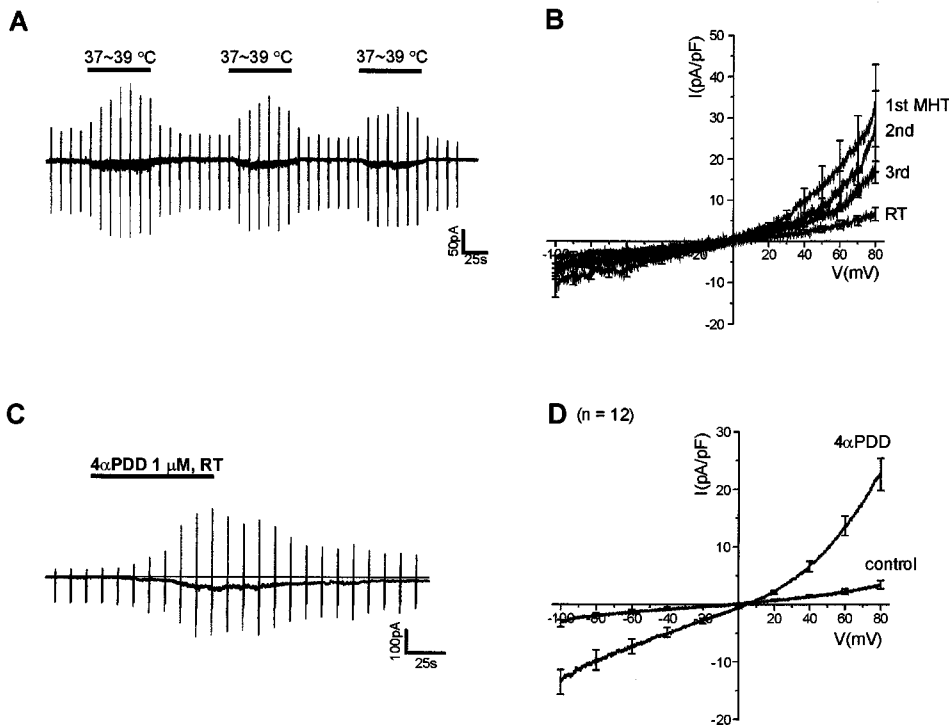 A
37~39 °C 37~39 °C 37~39 °C
50pA
25s
B
I(pA/pF)
50
40
30
20
10
-10
-20
-100
-20
20 40 60 80
V(mV)
1st MHT
2nd
3rd
RT
C
4αPDD 1 μM, RT
100pA
25s
D (n = 12)
I(pA/pF)
30
20
10
-10
-20
-100 -80 -60 -40 -20
0
20 40 60 80
V(mV)
4αPDD
control